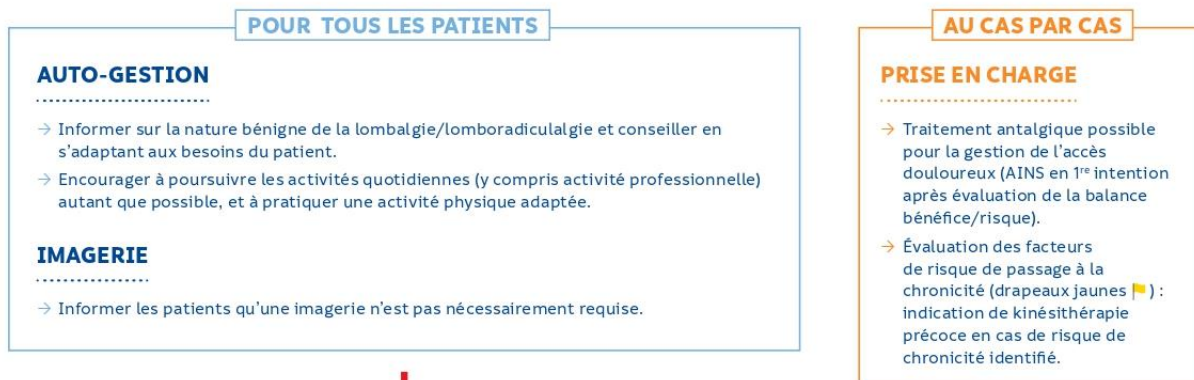 POUR TOUS LES PATIENTS
AUTO-GESTION
→ Informer sur la nature bénigne de la lombalgie/lomboradiculalgie et conseiller en
s'adaptant aux besoins du patient.
→ Encourager à poursuivre les activités quotidiennes (y compris activité professionnelle)
autant que possible, et à pratiquer une activité physique adaptée.
IMAGERIE
→ Informer les patients qu'une imagerie n'est pas nécessairement requise.
AU CAS PAR CAS
PRISE EN CHARGE
→ Traitement antalgique possible
pour la gestion de l'accès
douloureux (AINS en 1re intention
après évaluation de la balance
bénéfice/risque).
→ Évaluation des facteurs
de risque de passage à la
chronicité (drapeaux jaunes ) :
indication de kinésithérapie
précoce en cas de risque de
chronicité identifié.